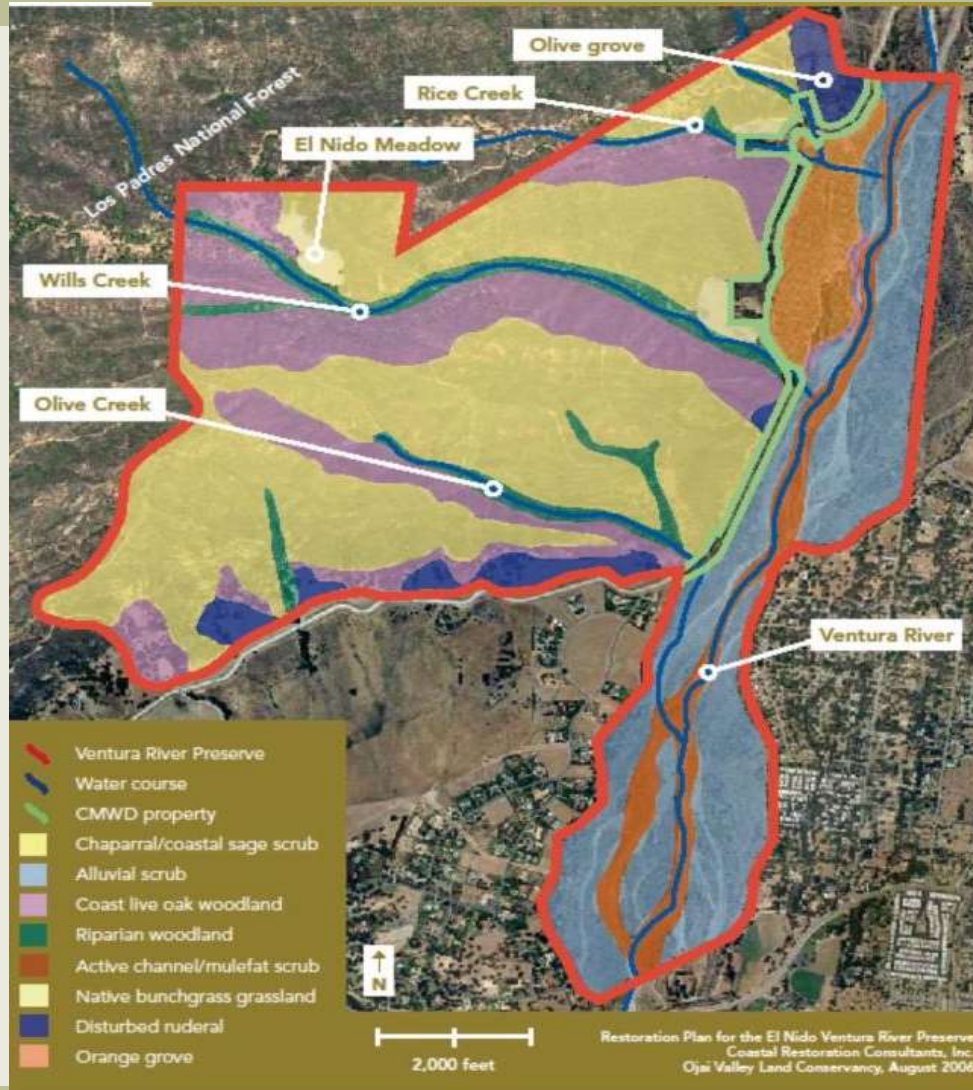 Olive grove
Rice Creek
El Nido Meadow
Los Padres National Forest
Wills Creek
Olive Creek
Ventura River
Ventura River Preserve
Water course
CMWD property
Chaparral/coastal sage scrub
Alluvial scrub
Coast live oak woodland
Riparian woodland
Active channel/mulefat scrub
Native bunchgrass grassland
Disturbed ruderal
Orange grove
N
2,000 feet
Restoration Plan for the El Nido Ventura River Preserve
Coastal Restoration Consultants, Inc
Ojai Valley Land Conservancy, August 2008